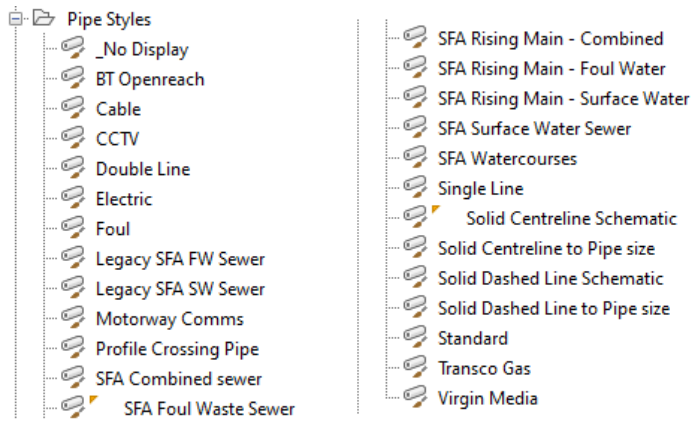 Pipe Styles
_No Display
BT Openreach
Cable
CCTV
Double Line
Electric
Foul
Legacy SFA FW Sewer
Legacy SFA SW Sewer
Motorway Comms
Profile Crossing Pipe
SFA Combined sewer
SFA Foul Waste Sewer
SFA Rising Main - Combined
SFA Rising Main - Foul Water
SFA Rising Main - Surface Water
SFA Surface Water Sewer
SFA Watercourses
Single Line
Solid Centreline Schematic
Solid Centreline to Pipe size
Solid Dashed Line Schematic
Solid Dashed Line to Pipe size
Standard
Transco Gas
Virgin Media